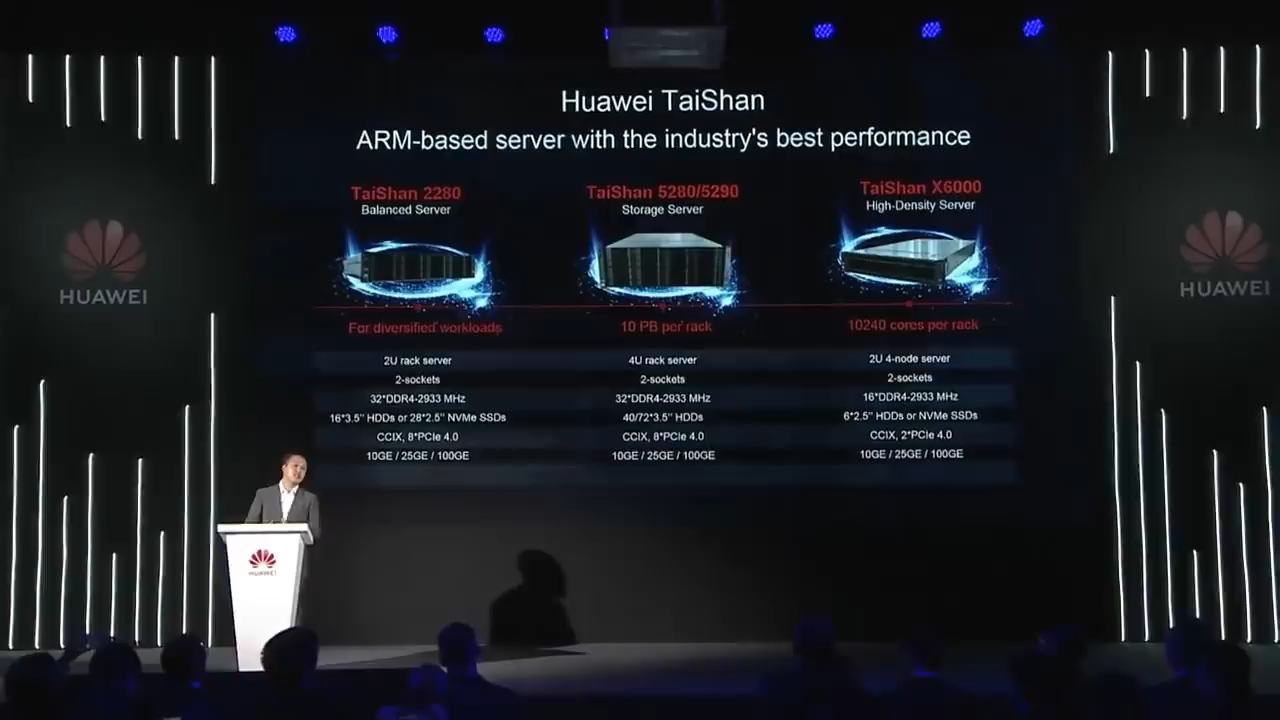 Huawei TaiShan
ARM-based server with the industry's best performance
TaiShan 2280
Balanced Server
TaiShan 5280/5290
Storage Server
TaiShan X6000
High-Density Server
For diversified workloads
10 PB per rack
10240 cores per rack
2U rack server
4U rack server
2U 4-node server
2-sockets
2-sockets
2-sockets
32*DDR4-2933 MHz
32*DDR4-2933 MHz
16*DDR4-2933 MHz
16*3.5'' HDDs or 28*2.5'' NVMe SSDs
40/72*3.5'' HDDs
6*2.5'' HDDs or NVMe SSDs
CCIX, 8*PCIe 4.0
CCIX, 8*PCIe 4.0
CCIX, 2*PCIe 4.0
10GE / 25GE / 100GE
10GE / 25GE / 100GE
10GE / 25GE / 100GE
HUAWEI
HUAWEI
HUAWEI